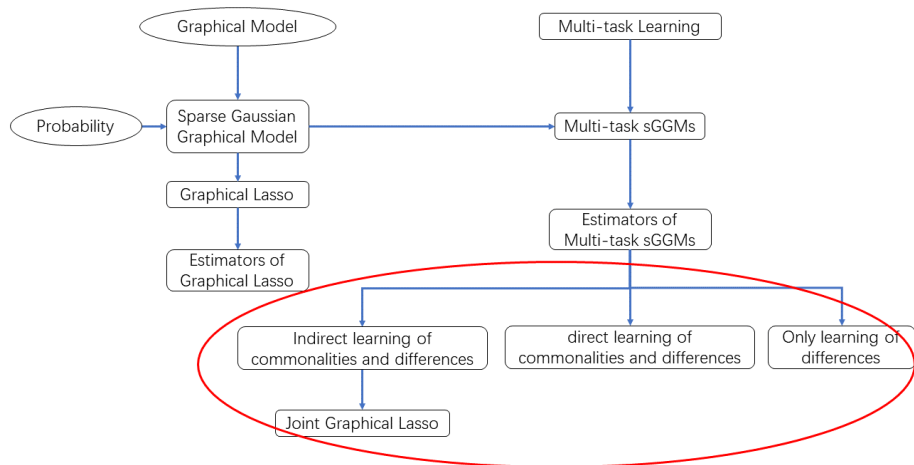 Graphical Model
Multi-task Learning
Probability
Sparse Gaussian
Graphical Model
Multi-task sGGMs
Graphical Lasso
Estimators of
Graphical Lasso
Estimators of
Multi-task sGGMs
Indirect learning of
commonalities and differences
direct learning of
commonalities and differences
Only learning of
differences
Joint Graphical Lasso